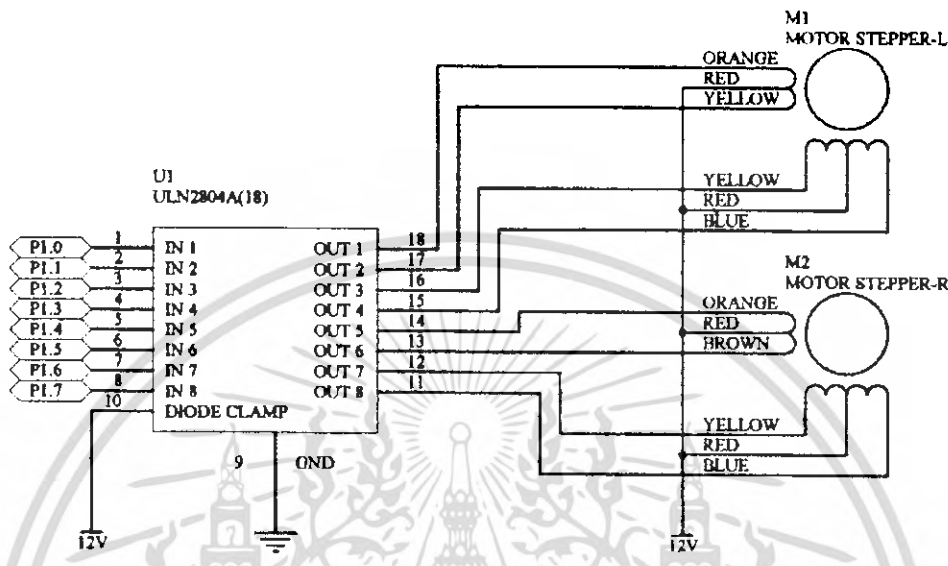 M1
MOTOR STEPPER-L
ORANGE
RED
YELLOW
YELLOW
RED
BLUE
U1
ULN2804A(18)
P1.0 1 IN 1 OUT 1 18
P1.1 2 IN 2 OUT 2 17
P1.2 3 IN 3 OUT 3 16
P1.3 4 IN 4 OUT 4 15
P1.4 5 IN 5 OUT 5 14
P1.5 6 IN 6 OUT 6 13
P1.6 7 IN 7 OUT 7 12
P1.7 8 IN 8 OUT 8 11
10 DIODE CLAMP
9 GND
12V
M2
MOTOR STEPPER-R
ORANGE
RED
BROWN
YELLOW
RED
BLUE
12V